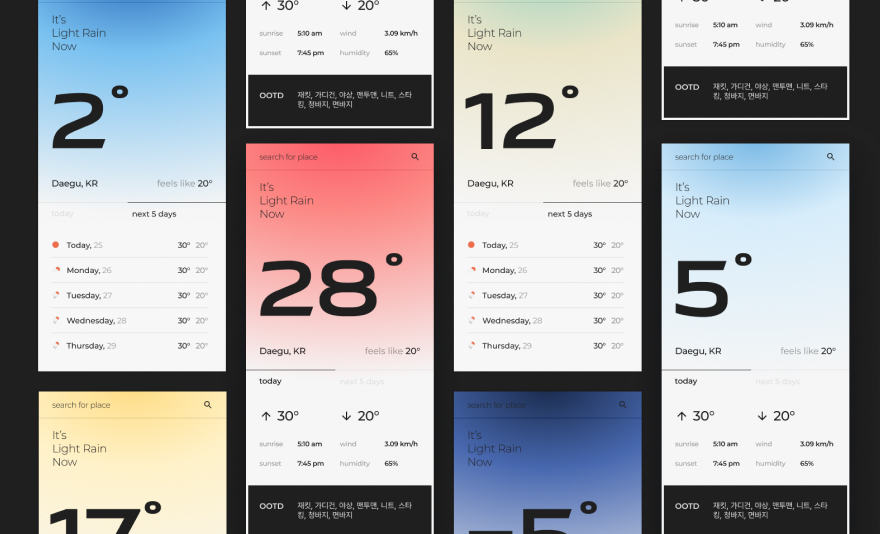 It's
Light Rain
Now
2°
Daegu, KR
feels like 20°
today
next 5 days
Today, 25 30° 20°
Monday, 26 30° 20°
Tuesday, 27 30° 20°
Wednesday, 28 30° 20°
Thursday, 29 30° 20°
search for place
It's
Light Rain
Now
17°
↑ 30° ↓ 20°
sunrise 5:10 am wind 3.09 km/h
sunset 7:45 pm humidity 65%
OOTD 재킷, 가디건, 야상, 맨투맨, 니트, 스타
킹, 청바지, 면바지
search for place
It's
Light Rain
Now
28°
Daegu, KR
feels like 20°
today
next 5 days
↑ 30° ↓ 20°
sunrise 5:10 am wind 3.09 km/h
sunset 7:45 pm humidity 65%
OOTD 재킷, 가디건, 야상, 맨투맨, 니트, 스타
킹, 청바지, 면바지
It's
Light Rain
Now
12°
Daegu, KR
feels like 20°
today
next 5 days
Today, 25 30° 20°
Monday, 26 30° 20°
Tuesday, 27 30° 20°
Wednesday, 28 30° 20°
Thursday, 29 30° 20°
search for place
It's
Light Rain
Now
-5°
sunrise 5:10 am wind 3.09 km/h
sunset 7:45 pm humidity 65%
OOTD 재킷, 가디건, 야상, 맨투맨, 니트, 스타
킹, 청바지, 면바지
search for place
It's
Light Rain
Now
5°
Daegu, KR
feels like 20°
today
next 5 days
↑ 30° ↓ 20°
sunrise 5:10 am wind 3.09 km/h
sunset 7:45 pm humidity 65%
OOTD 재킷, 가디건, 야상, 맨투맨, 니트, 스타
킹, 청바지, 면바지